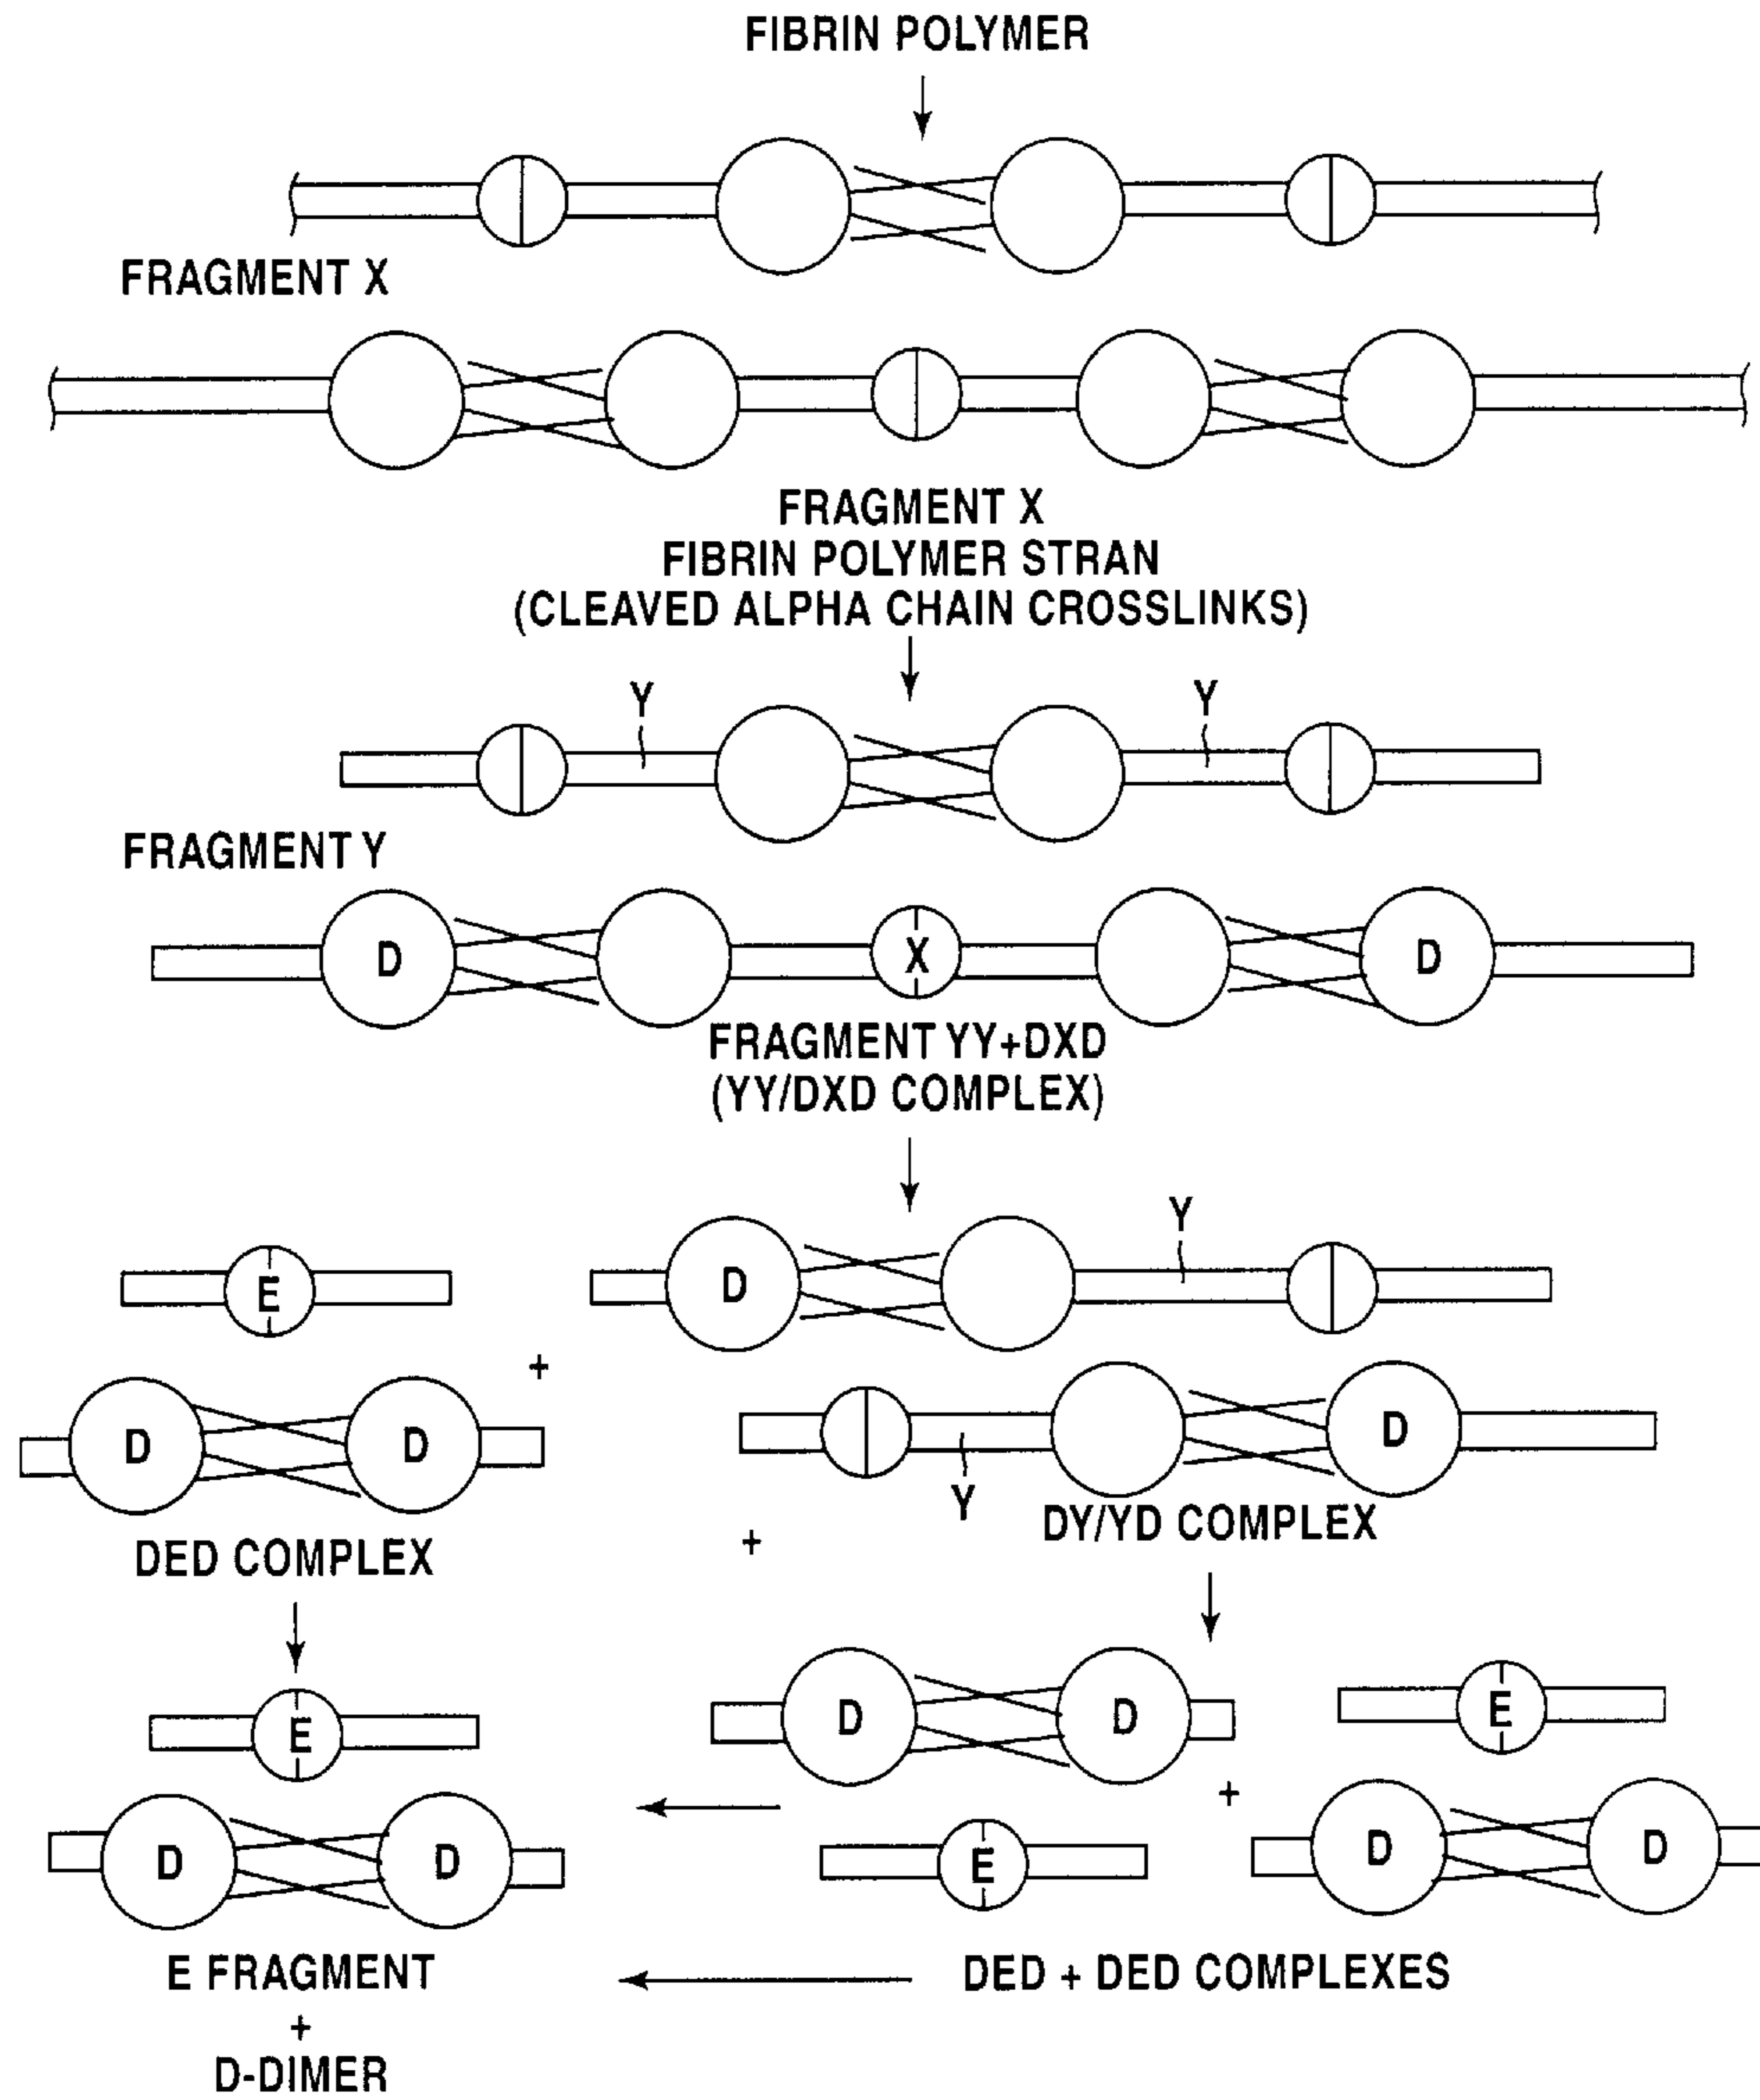 FIBRIN POLYMER
FRAGMENT X
FRAGMENT X
FIBRIN POLYMER STRAN
(CLEAVED ALPHA CHAIN CROSSLINKS)
Y Y
FRAGMENT Y
D X D
FRAGMENT YY+DXD
(YY/DXD COMPLEX)
Y
E D
+
D D D
Y
DY/YD COMPLEX
+
DED COMPLEX
D D E
E
+
D D D D
E
E FRAGMENT
DED + DED COMPLEXES
+
D-DIMER